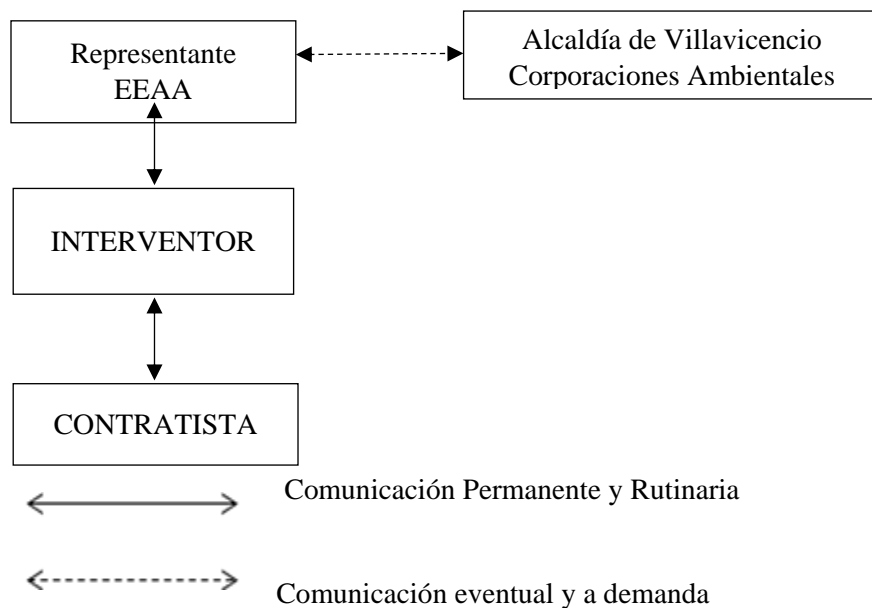 Representante
EEAA
Alcaldía de Villavicencio
Corporaciones Ambientales
INTERVENTOR
CONTRATISTA
Comunicación Permanente y Rutinaria
Comunicación eventual y a demanda